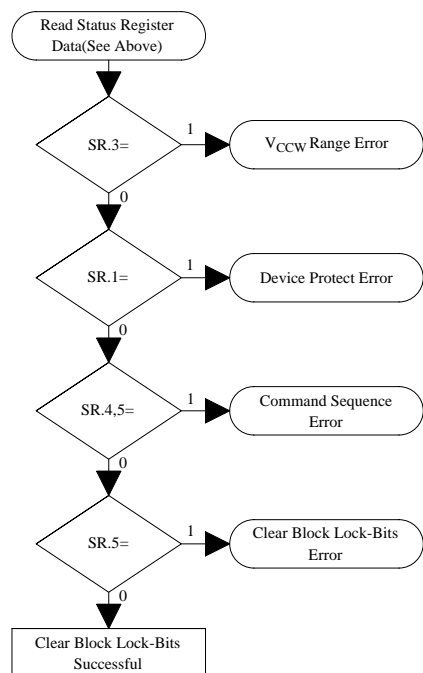 Read Status Register
Data(See Above)
SR.3=
1
VCCW Range Error
0
SR.1=
1
Device Protect Error
0
SR.4,5=
1
Command Sequence
Error
0
SR.5=
1
Clear Block Lock-Bits
Error
0
Clear Block Lock-Bits
Successful